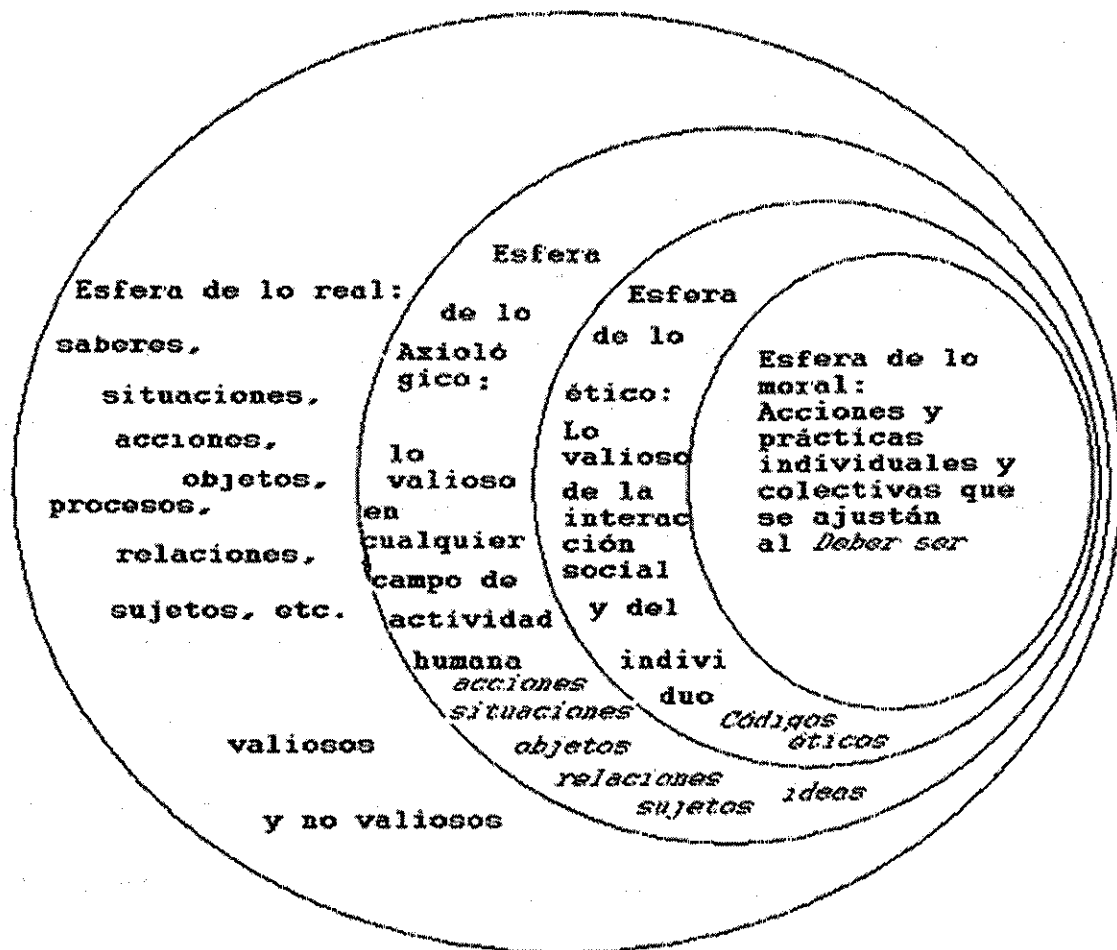 Esfera de lo real:
saberes,
situaciones,
acciones,
objetos,
procesos,
relaciones,
sujetos, etc.
valiosos
y no valiosos
Esfera
de lo
Axioló
gico:
lo
valioso
en
cualquier
campo de
actividad
humana
acciones
situaciones
objetos
relaciones
sujetos ideas
Esfera
de lo
ético:
Lo
valioso
de la
interac
ción
social
y del
indivi
duo
Códigos
éticos
Esfera de lo
moral:
Acciones y
prácticas
individuales y
colectivas que
se ajustán
al Deber ser